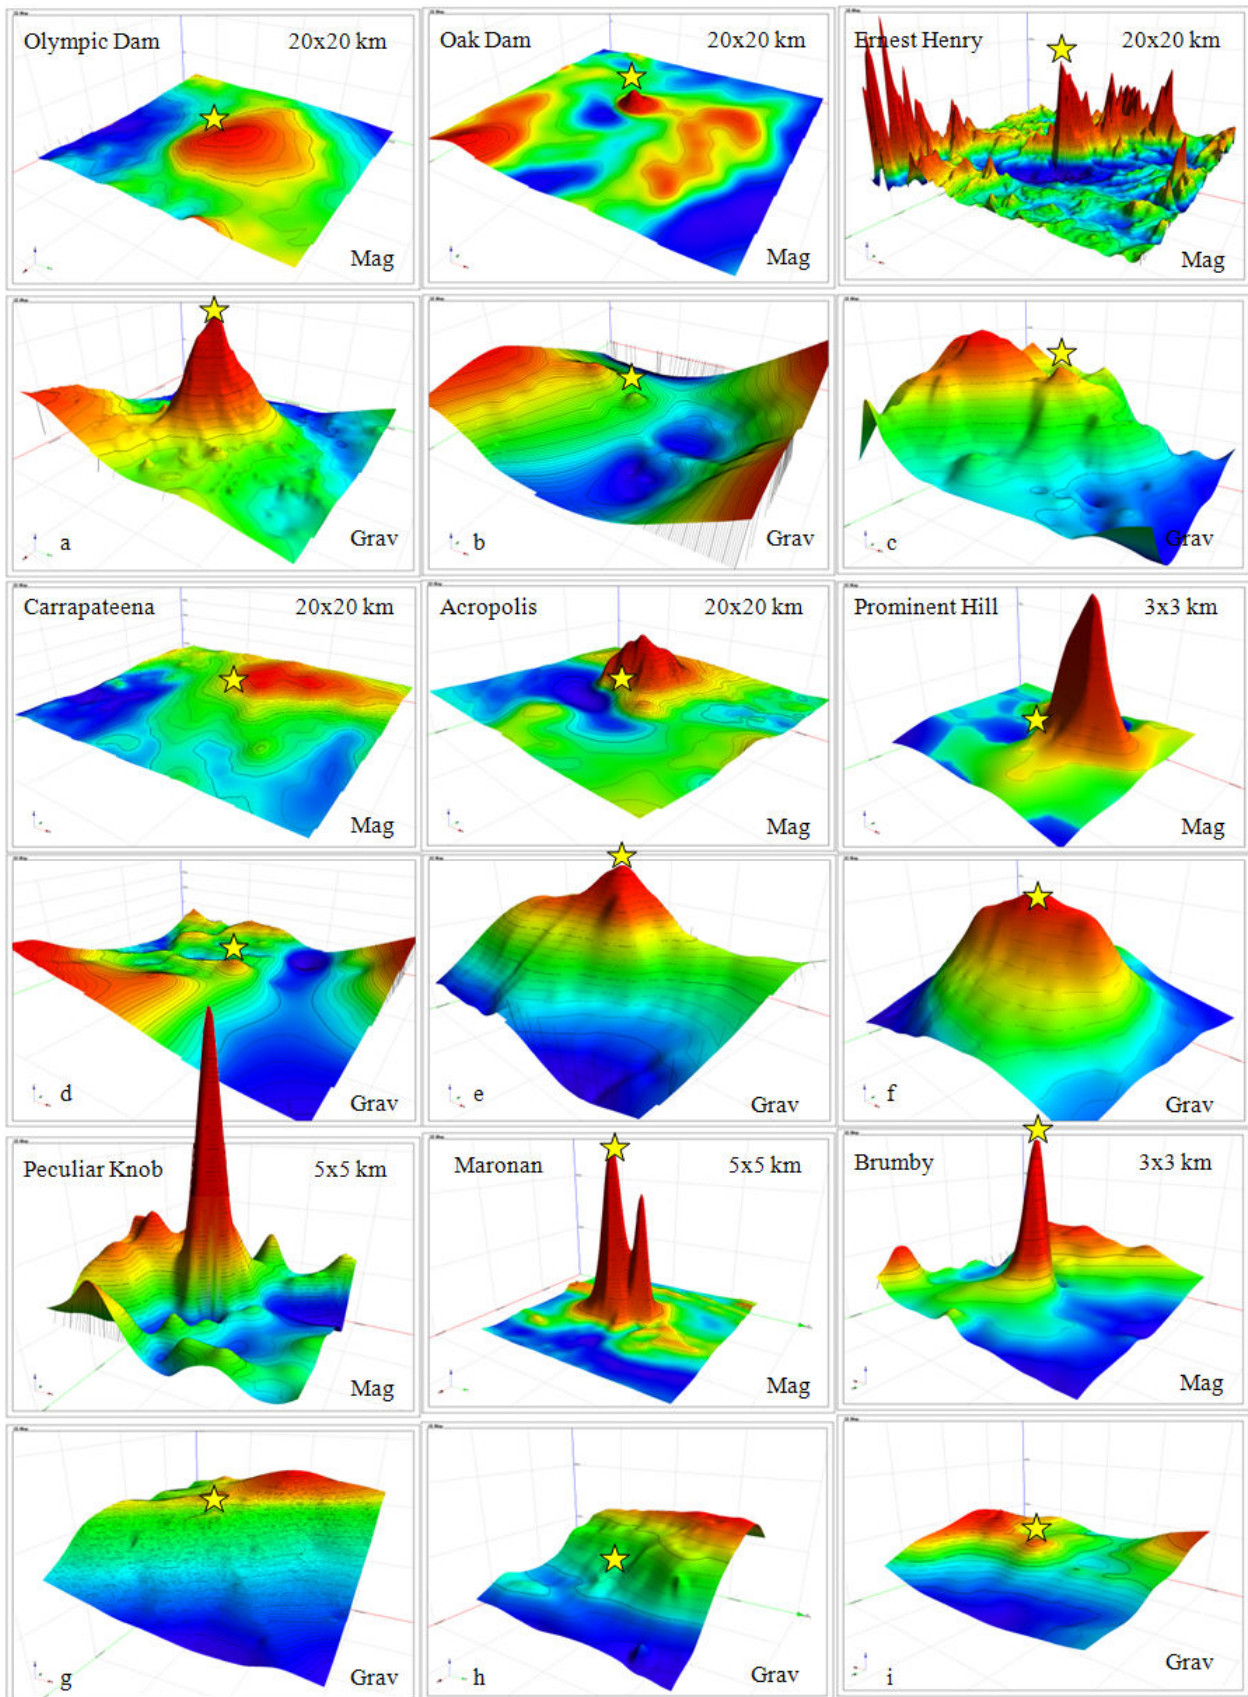 Olympic Dam 20x20 km
Mag
Oak Dam 20x20 km
Mag
Ernest Henry 20x20 km
Mag
a Grav
b Grav
c Grav
Carrapateena 20x20 km
Mag
Acropolis 20x20 km
Mag
Prominent Hill 3x3 km
Mag
d Grav
e Grav
f Grav
Peculiar Knob 5x5 km
Mag
Maronan 5x5 km
Mag
Brumby 3x3 km
Mag
g Grav
h Grav
i Grav